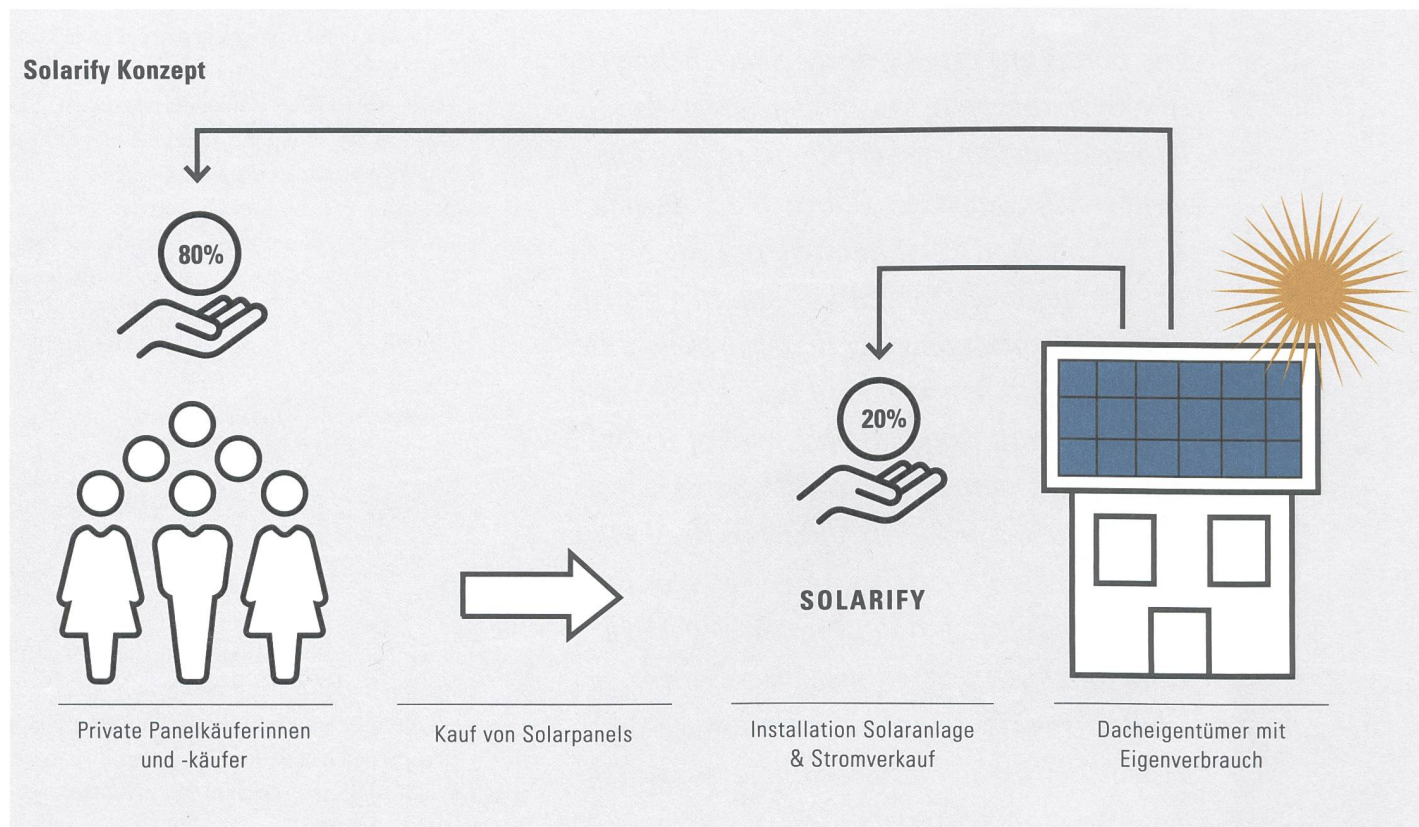 Solarify Konzept
80%
20%
SOLARIFY
Private Panelkäuferinnen
und -käufer
Kauf von Solarpanels
Installation Solaranlage
& Stromverkauf
Dacheigentümer mit
Eigenverbrauch